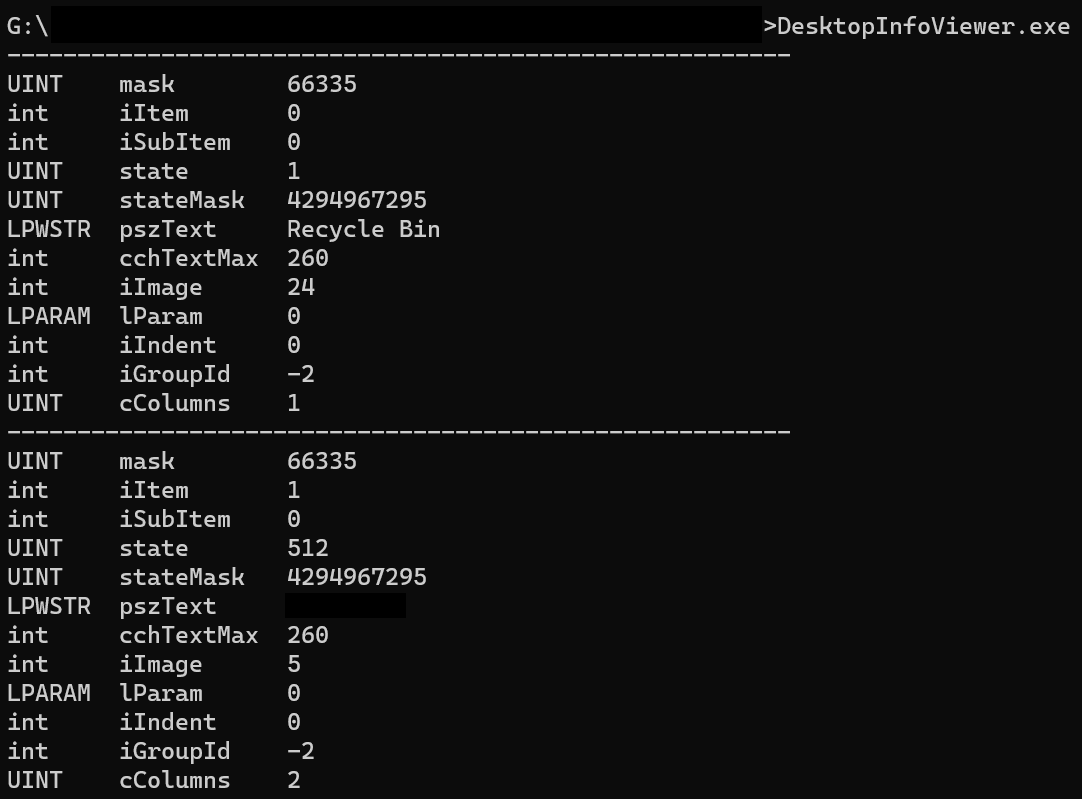 G:\ >DesktopInfoViewer.exe
--------------------------------------------------------
UINT    mask        66335
int     iItem       0
int     iSubItem    0
UINT    state       1
UINT    stateMask   4294967295
LPWSTR  pszText     Recycle Bin
int     cchTextMax  260
int     iImage      24
LPARAM  lParam      0
int     iIndent     0
int     iGroupId    -2
UINT    cColumns    1
--------------------------------------------------------
UINT    mask        66335
int     iItem       1
int     iSubItem    0
UINT    state       512
UINT    stateMask   4294967295
LPWSTR  pszText
int     cchTextMax  260
int     iImage      5
LPARAM  lParam      0
int     iIndent     0
int     iGroupId    -2
UINT    cColumns    2